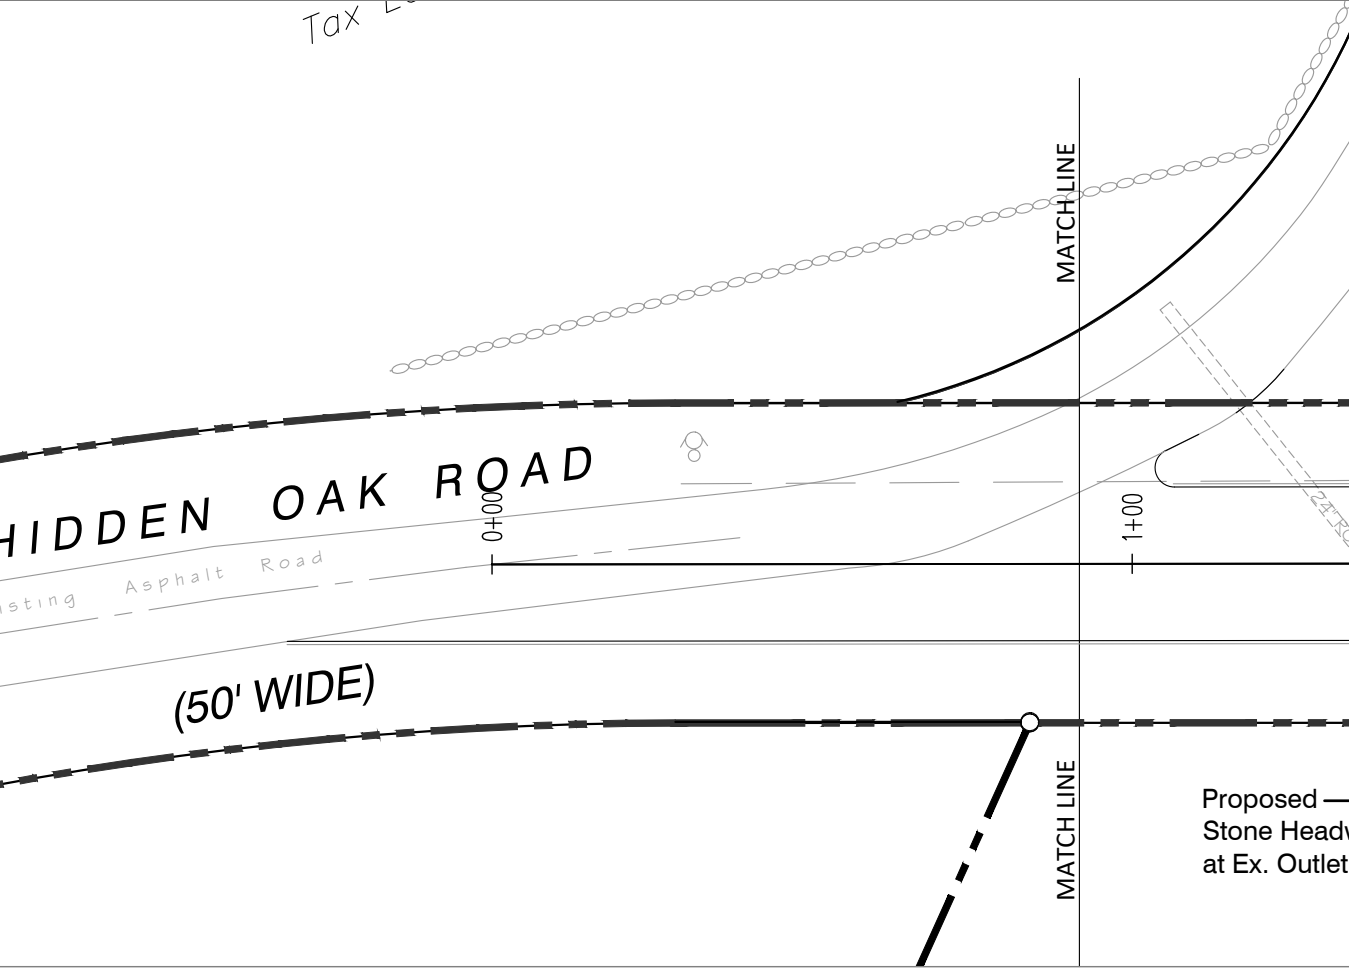 Tax
MATCH LINE
HIDDEN OAK ROAD
0+00
1+00
24"
Asphalt Road
(50' WIDE)
MATCH LINE
Proposed
Stone
at Ex. Outlet